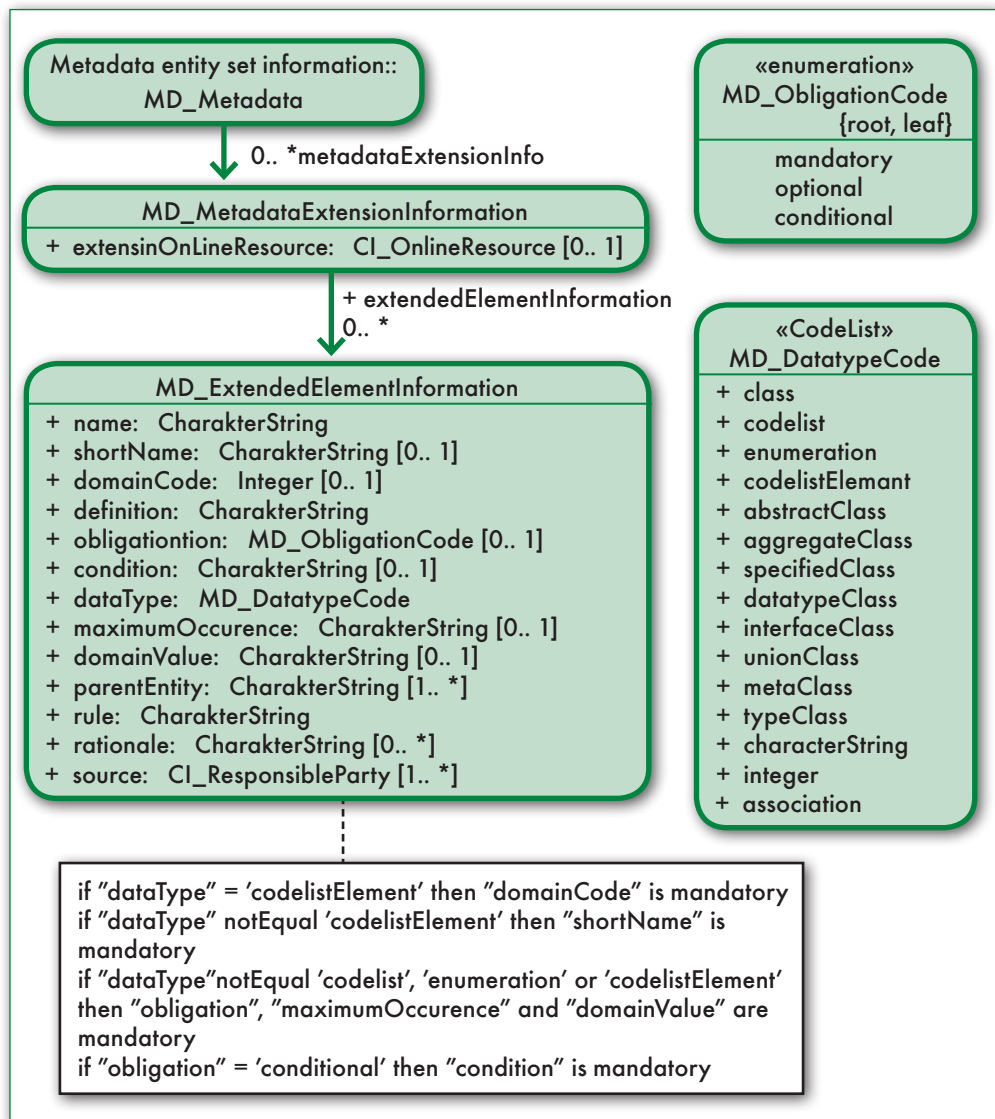 Metadata entity set information::
MD_Metadata
0.. *metadataExtensionInfo
MD_MetadataExtensionInformation
+ extensinOnLineResource: CI_OnlineResource [0.. 1]
+ extendedElementInformation
0.. *
MD_ExtendedElementInformation
+ name: CharakterString
+ shortName: CharakterString [0.. 1]
+ domainCode: Integer [0.. 1]
+ definition: CharakterString
+ obligationtion: MD_ObligationCode [0.. 1]
+ condition: CharakterString [0.. 1]
+ dataType: MD_DatatypeCode
+ maximumOccurence: CharakterString [0.. 1]
+ domainValue: CharakterString [0.. 1]
+ parentEntity: CharakterString [1.. *]
+ rule: CharakterString
+ rationale: CharakterString [0.. *]
+ source: CI_ResponsibleParty [1.. *]
«enumeration»
MD_ObligationCode
{root, leaf}
mandatory
optional
conditional
«CodeList»
MD_DatatypeCode
+ class
+ codelist
+ enumeration
+ codelistElemant
+ abstractClass
+ aggregateClass
+ specifiedClass
+ datatypeClass
+ interfaceClass
+ unionClass
+ metaClass
+ typeClass
+ characterString
+ integer
+ association
if ″dataType″ = ′codelistElement′ then ″domainCode″ is mandatory
if ″dataType″ notEqual ′codelistElement′ then ″shortName″ is
mandatory
if ″dataType″notEqual ′codelist′, ′enumeration′ or ′codelistElement′
then ″obligation″, ″maximumOccurence″ and ″domainValue″ are
mandatory
if ″obligation″ = ′conditional′ then ″condition″ is mandatory